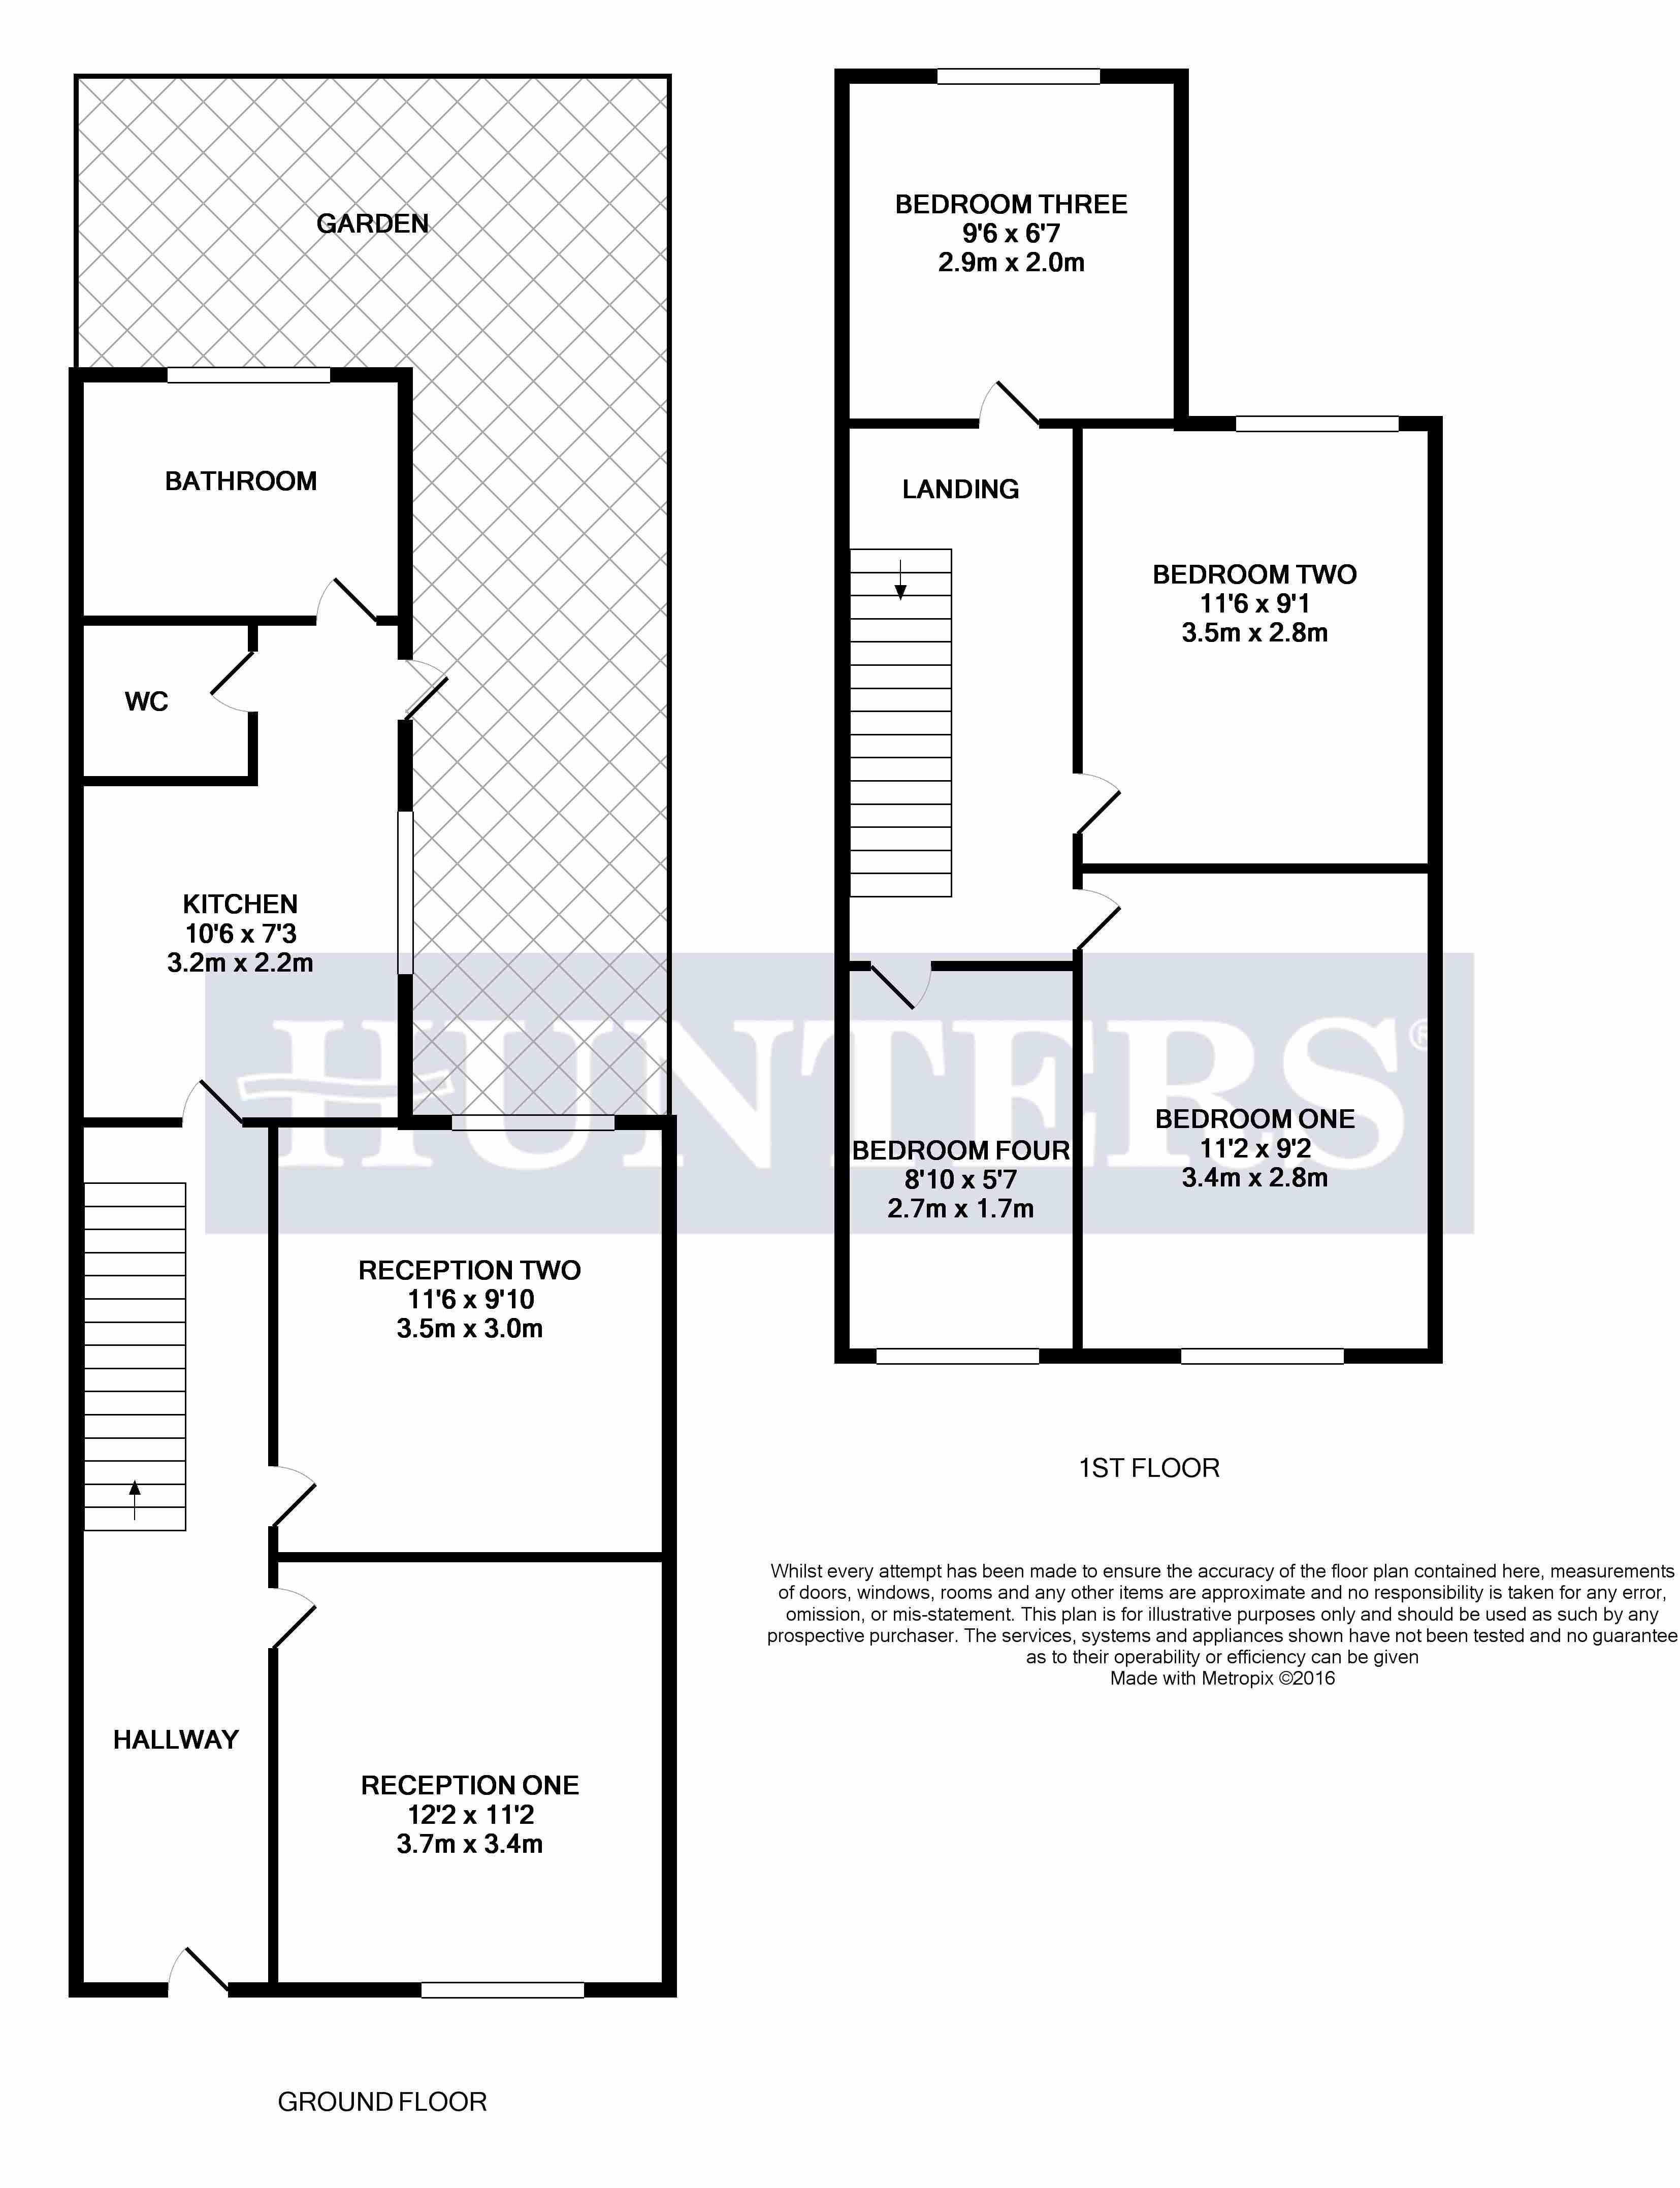 GARDEN
BATHROOM
WC
KITCHEN
10'6 x 7'3
3.2m x 2.2m
RECEPTION TWO
11'6 x 9'10
3.5m x 3.0m
HALLWAY
RECEPTION ONE
12'2 x 11'2
3.7m x 3.4m
GROUND FLOOR
BEDROOM THREE
9'6 x 6'7
2.9m x 2.0m
LANDING
BEDROOM TWO
11'6 x 9'1
3.5m x 2.8m
HUNTERS®
BEDROOM ONE
11'2 x 9'2
3.4m x 2.8m
BEDROOM FOUR
8'10 x 5'7
2.7m x 1.7m
1ST FLOOR
Whilst every attempt has been made to ensure the accuracy of the floor plan contained here, measurements
of doors, windows, rooms and any other items are approximate and no responsibility is taken for any error,
omission, or mis-statement. This plan is for illustrative purposes only and should be used as such by any
prospective purchaser. The services, systems and appliances shown have not been tested and no guarantee
as to their operability or efficiency can be given
Made with Metropix ©2016